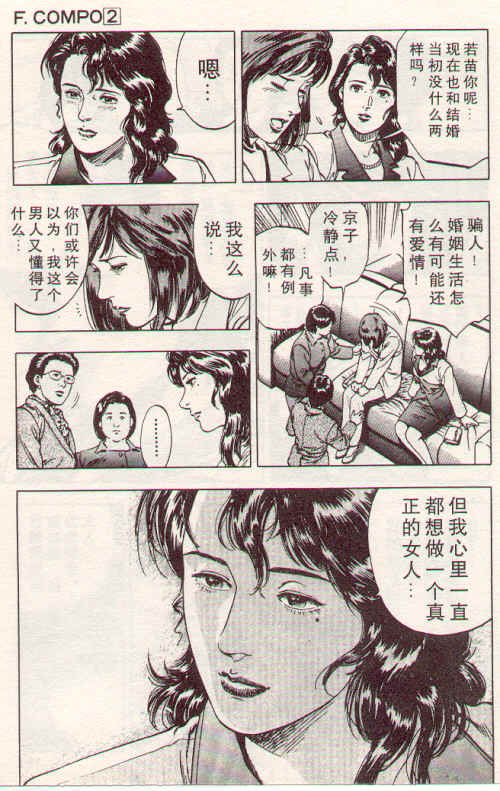 F. COMPO 2
若苗你呢…
现在也和结婚
当初没什么两
样吗？
嗯…
骗人！
婚姻生活怎
么有可能还
有爱情！
京子，
冷静点！
…凡事
都有例
外嘛！
我这么
说…
你们或许会
以为，我这个
男人又懂得了
什么…
………
但我心里一直
都想做一个真
正的女人…